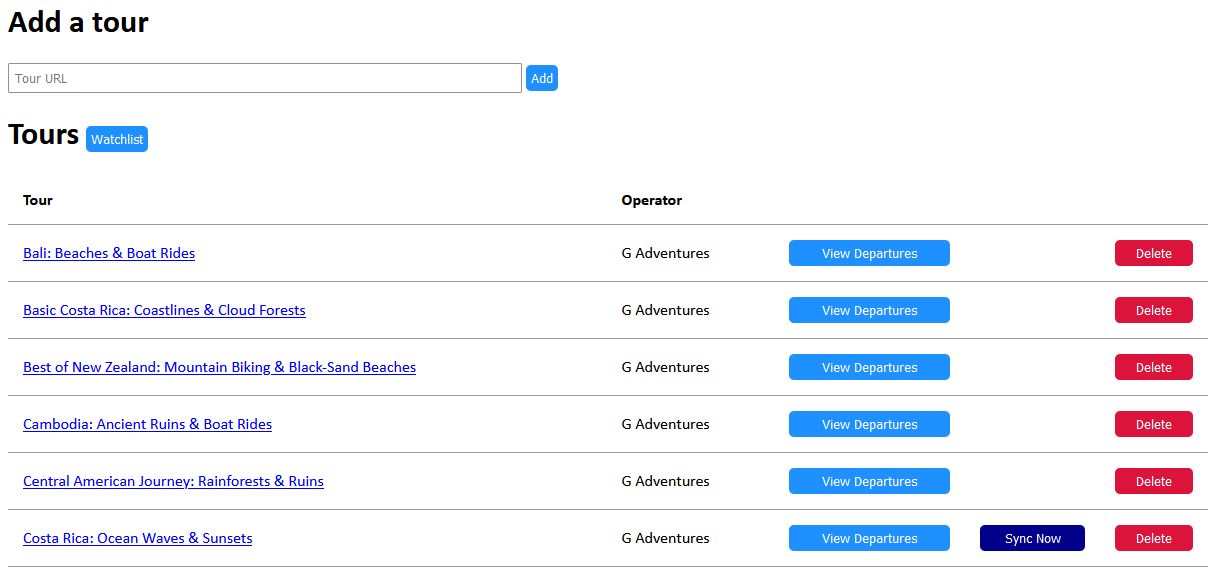 Add a tour
Tour URL Add
Tours Watchlist
Tour Operator
Bali: Beaches & Boat Rides G Adventures View Departures Delete
Basic Costa Rica: Coastlines & Cloud Forests G Adventures View Departures Delete
Best of New Zealand: Mountain Biking & Black-Sand Beaches G Adventures View Departures Delete
Cambodia: Ancient Ruins & Boat Rides G Adventures View Departures Delete
Central American Journey: Rainforests & Ruins G Adventures View Departures Delete
Costa Rica: Ocean Waves & Sunsets G Adventures View Departures Sync Now Delete